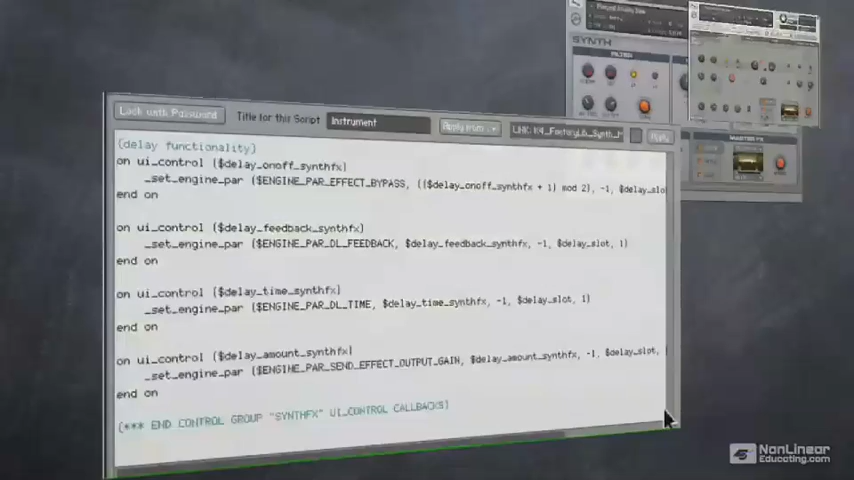 SYNTH
Lock with Password
Title for this Script
Instrument
Apply from...
Apply
{delay functionality}
on ui_control ($delay_onoff_synthfx)
_set_engine_par ($ENGINE_PAR_EFFECT_BYPASS, (($delay_onoff_synthfx + 1) mod 2), -1, $delay_slo
end on
on ui_control ($delay_feedback_synthfx)
_set_engine_par ($ENGINE_PAR_DL_FEEDBACK, $delay_feedback_synthfx, -1, $delay_slot, 1)
end on
on ui_control ($delay_time_synthfx)
_set_engine_par ($ENGINE_PAR_DL_TIME, $delay_time_synthfx, -1, $delay_slot, 1)
end on
on ui_control ($delay_amount_synthfx)
_set_engine_par ($ENGINE_PAR_SEND_EFFECT_OUTPUT_GAIN, $delay_amount_synthfx, -1, $delay_slot,
end on
{*** END CONTROL GROUP "SYNTHFX" UI_CONTROL CALLBACKS}
NonLinear
Educating.com